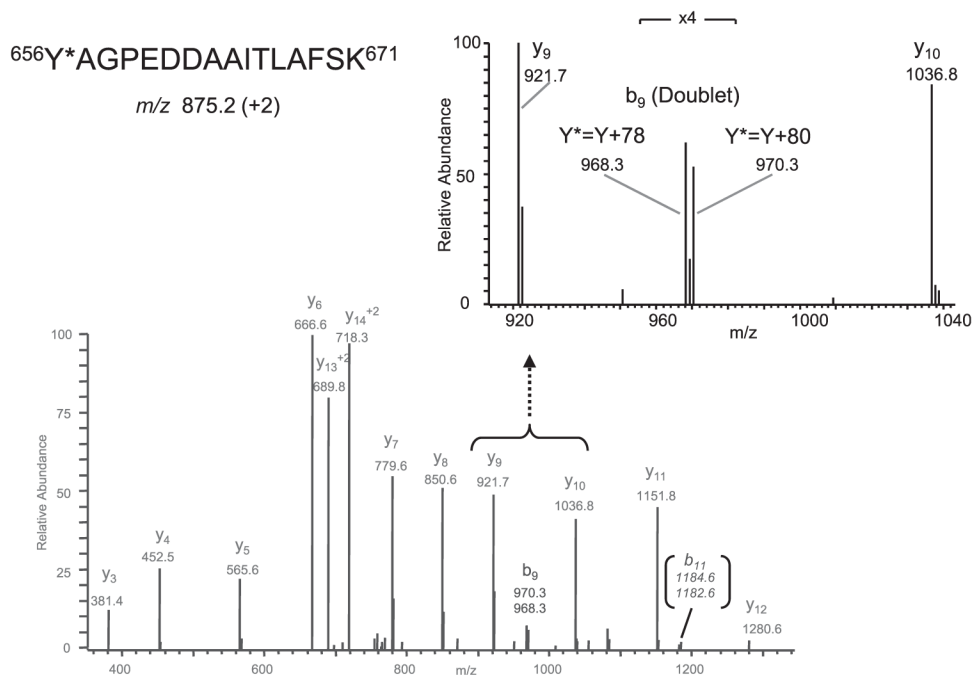 ⁶⁵⁶Y*AGPEDDAAITLAFSK⁶⁷¹
m/z 875.2 (+2)
x4
Relative Abundance
100
50
0
y₉
921.7
b₉ (Doublet)
Y*=Y+78
968.3
Y*=Y+80
970.3
y₁₀
1036.8
920
960
1000
1040
m/z
Relative Abundance
100
75
50
25
0
y₃
381.4
y₄
452.5
y₅
565.6
y₆
666.6
y₁₃⁺²
689.8
y₁₄⁺²
718.3
y₇
779.6
y₈
850.6
y₉
921.7
b₉
970.3
968.3
y₁₀
1036.8
y₁₁
1151.8
b₁₁
1184.6
1182.6
y₁₂
1280.6
400
600
800
1000
1200
m/z